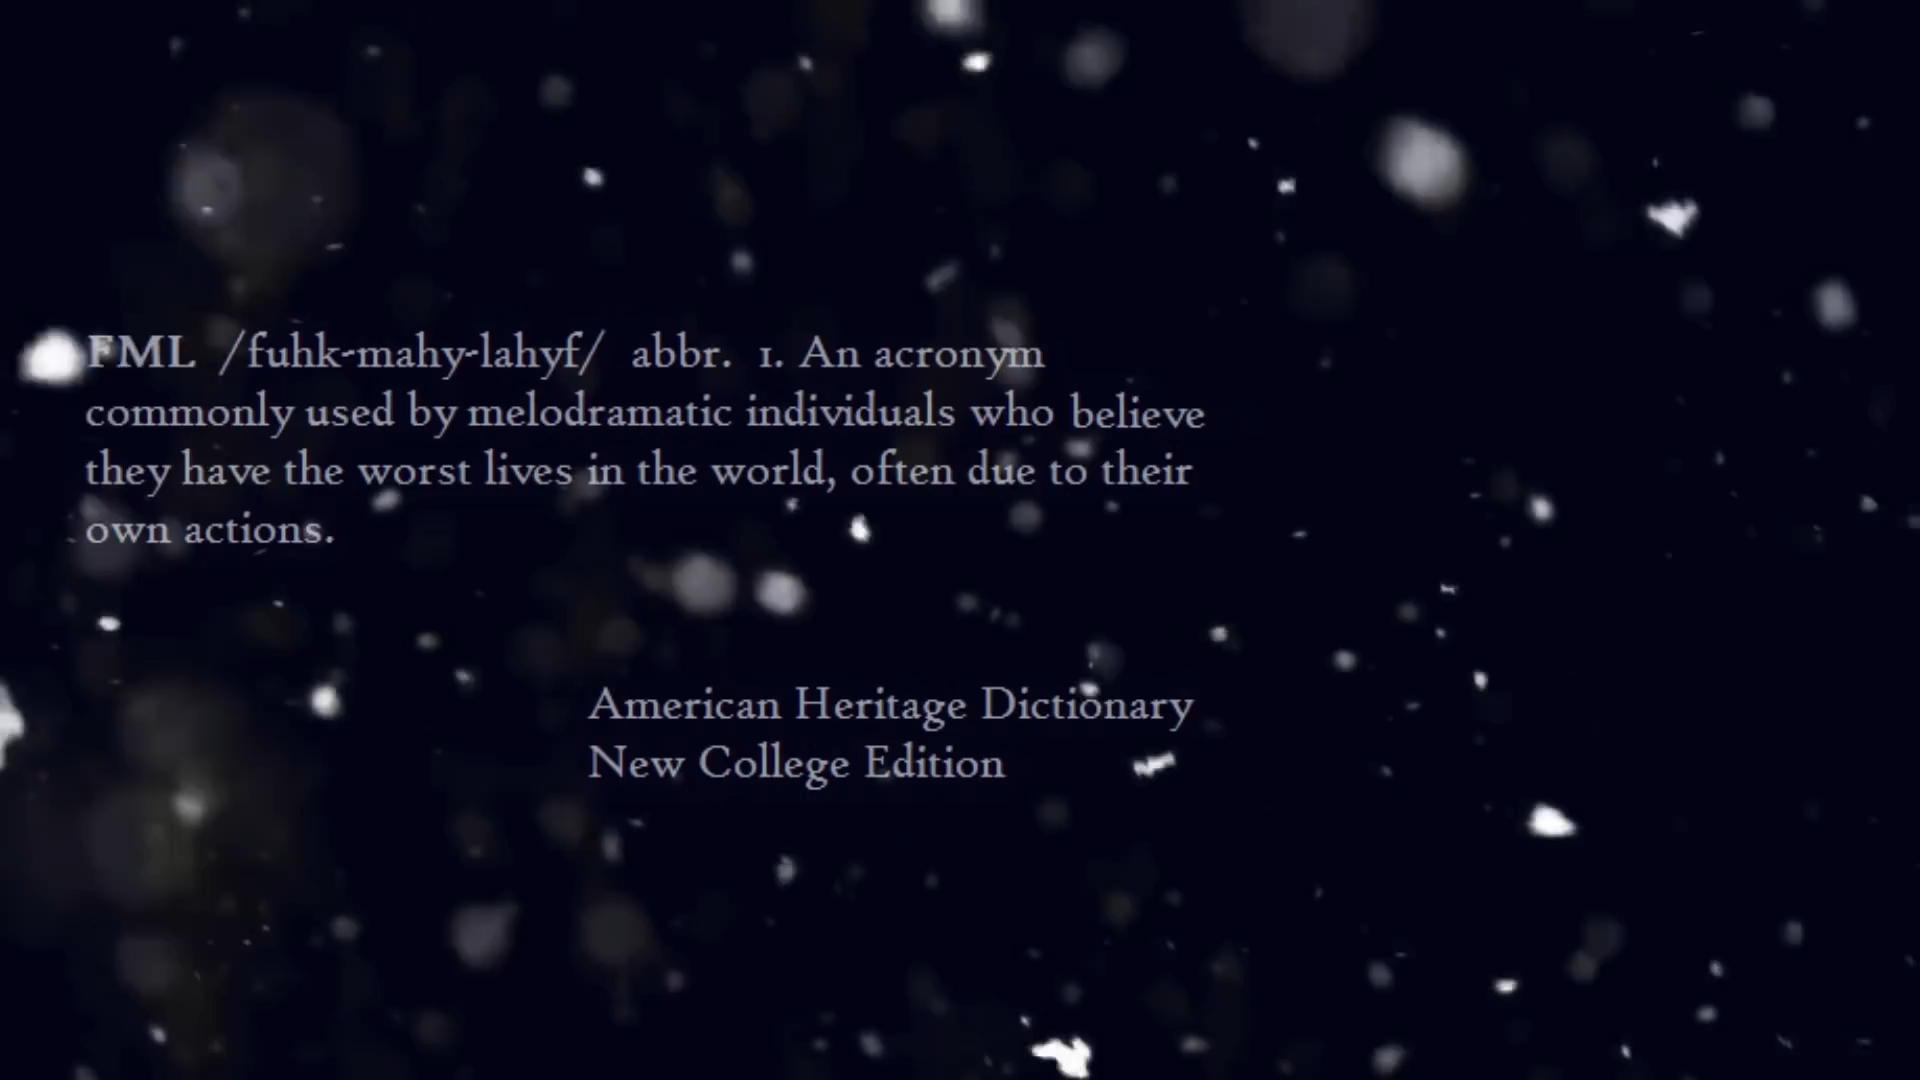 FML /fuhk-mahy-lahyf/ abbr. 1. An acronym
commonly used by melodramatic individuals who believe
they have the worst lives in the world, often due to their
own actions.
American Heritage Dictionary
New College Edition